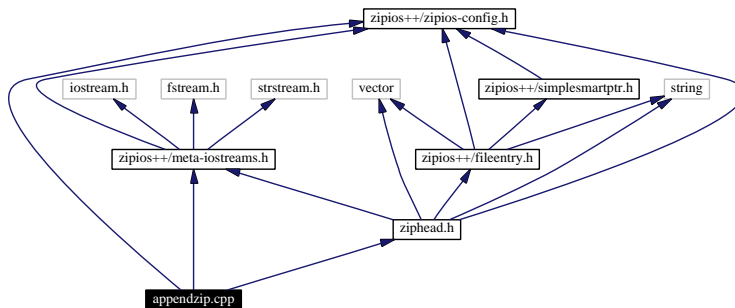 zipios++/zipios-config.h
iostream.h
fstream.h
strstream.h
vector
zipios++/simplesmartptr.h
string
zipios++/meta-iostreams.h
zipios++/fileentry.h
ziphead.h
appendzip.cpp